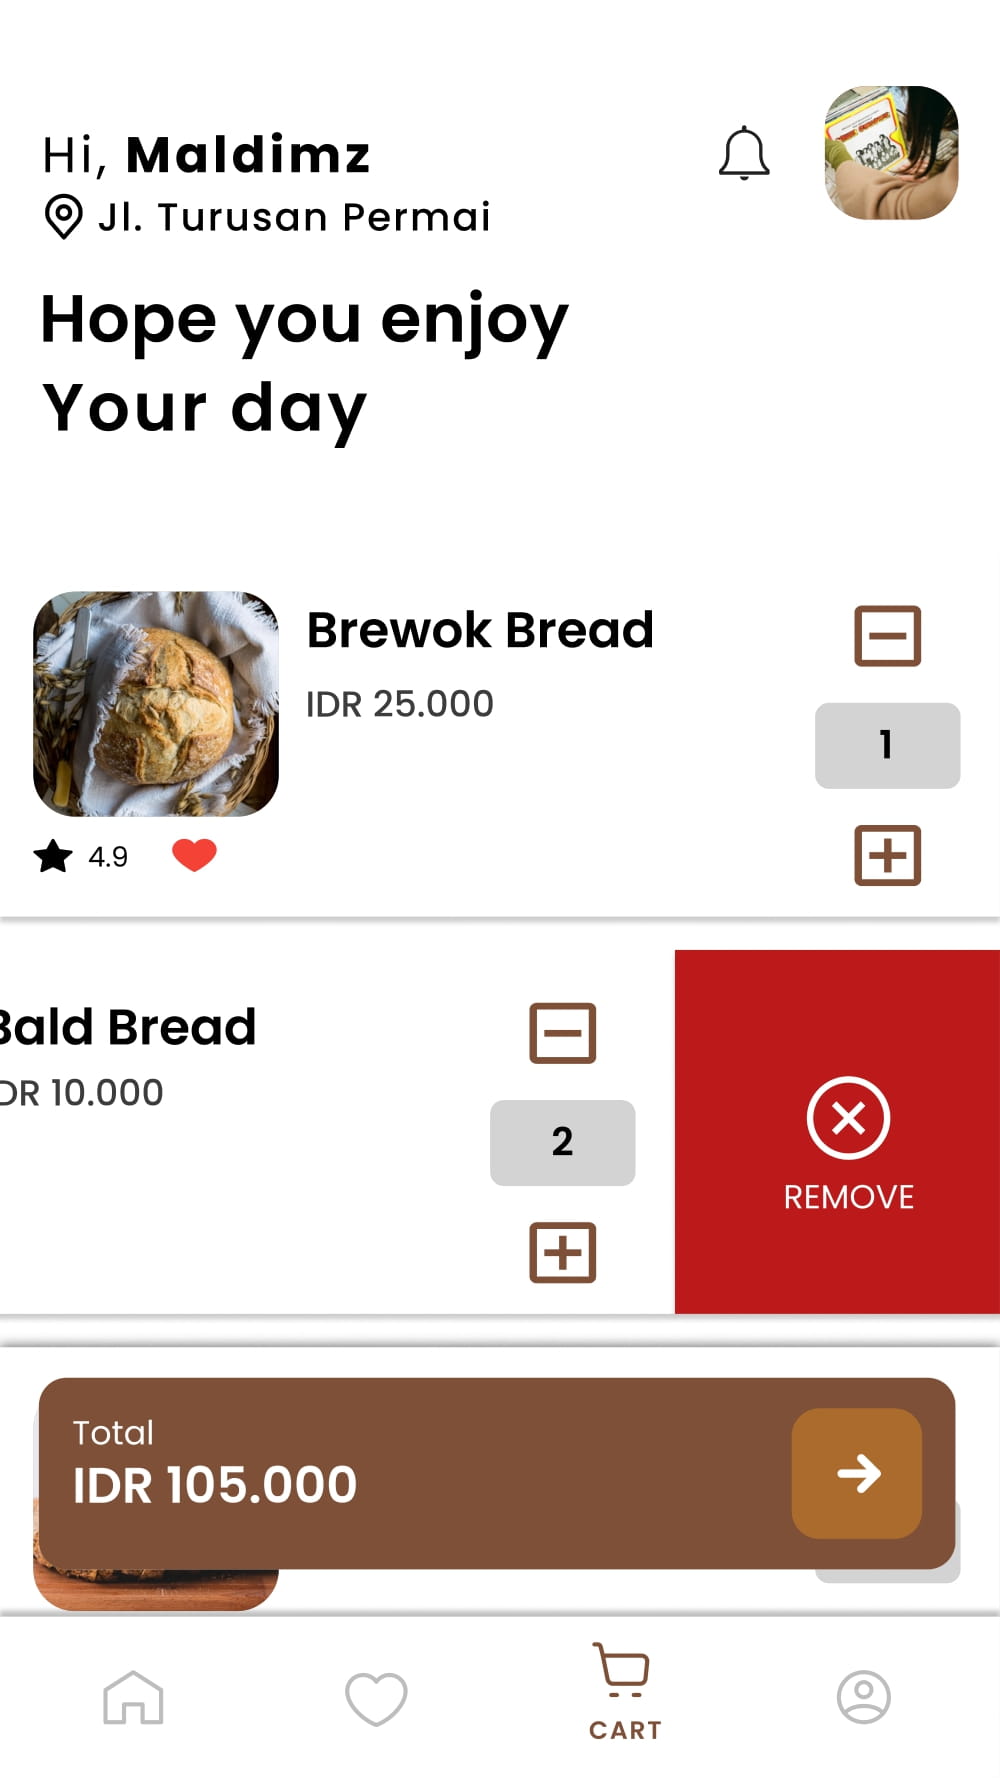 Hi, Maldimz
Jl. Turusan Permai
Hope you enjoy
Your day
Brewok Bread
IDR 25.000
1
4.9
Bald Bread
DR 10.000
2
REMOVE
Total
IDR 105.000
CART